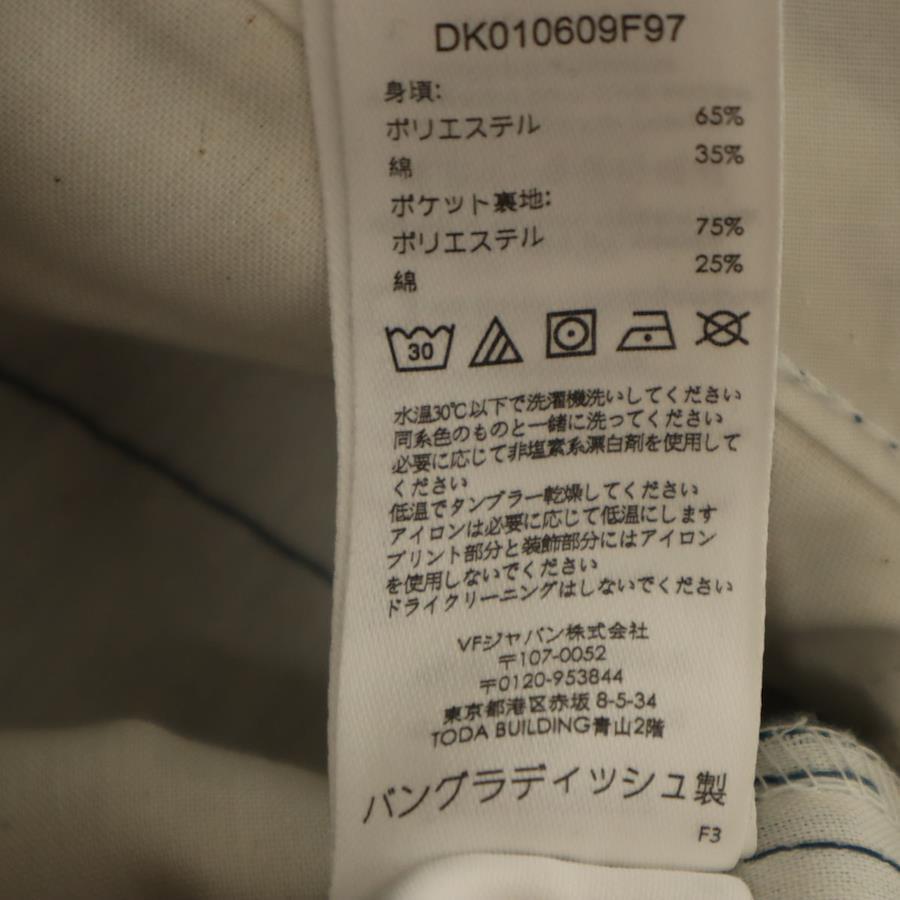 DK010609F97
身頃:
ポリエステル 65%
綿 35%
ポケット裏地:
ポリエステル 75%
綿 25%
30
水温30℃以下で洗濯機洗いしてください
同系色のものと一緒に洗ってください
必要に応じて非塩素系漂白剤を使用して
ください
低温でタンブラー乾燥してください
アイロンは必要に応じて低温にします
プリント部分と装飾部分にはアイロン
を使用しないでください
ドライクリーニングはしないでください
VFジャパン株式会社
〒107-0052
〒0120-953844
東京都港区赤坂 8-5-34
TODA BUILDING青山2階
バングラディッシュ製
F3